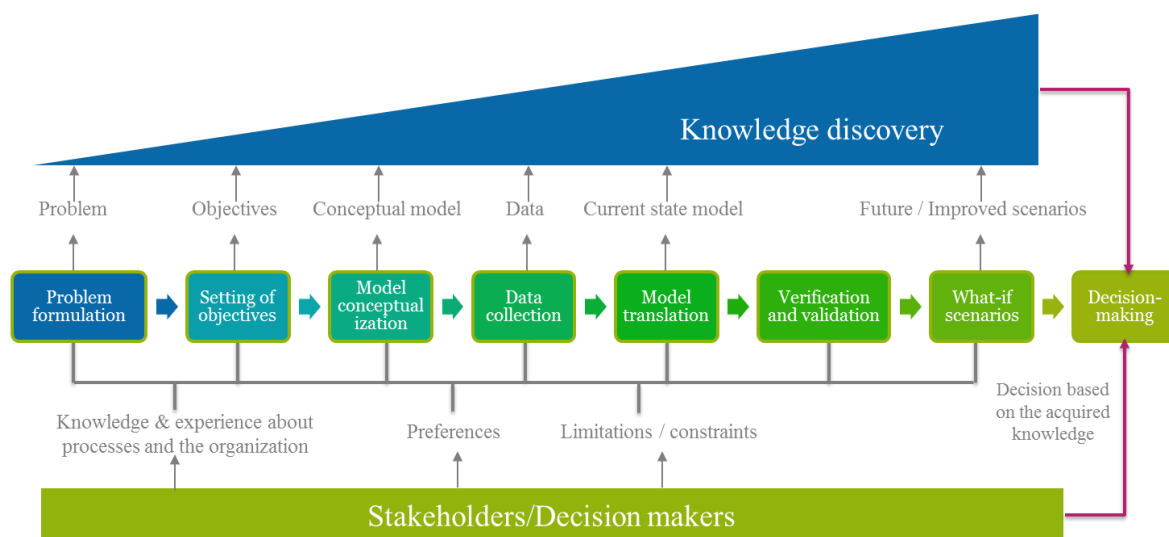 Knowledge discovery
Problem
Objectives
Conceptual model
Data
Current state model
Future / Improved scenarios
Problem
formulation
Setting of
objectives
Model
conceptual
ization
Data
collection
Model
translation
Verification
and validation
What-if
scenarios
Decision-
making
Knowledge & experience about
processes and the organization
Preferences
Limitations / constraints
Decision based
on the acquired
knowledge
Stakeholders/Decision makers